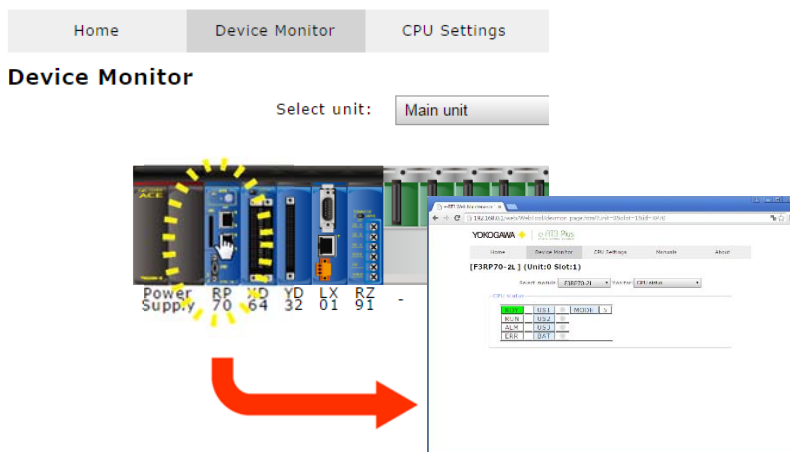 Home Device Monitor CPU Settings
Device Monitor
Select unit: Main unit
Power Supply RP 70 XD 64 YD 32 LX 01 RZ 91 -
YOKOGAWA e-RT3 Plus
Home Device Monitor CPU Settings Manuals About
[F3RP70-2L] (Unit:0 Slot:1)
Select module: F3RP70-2L CPU status
CPU status
RDY US1 MODE
RUN US2
ALM US3
ERR BAT